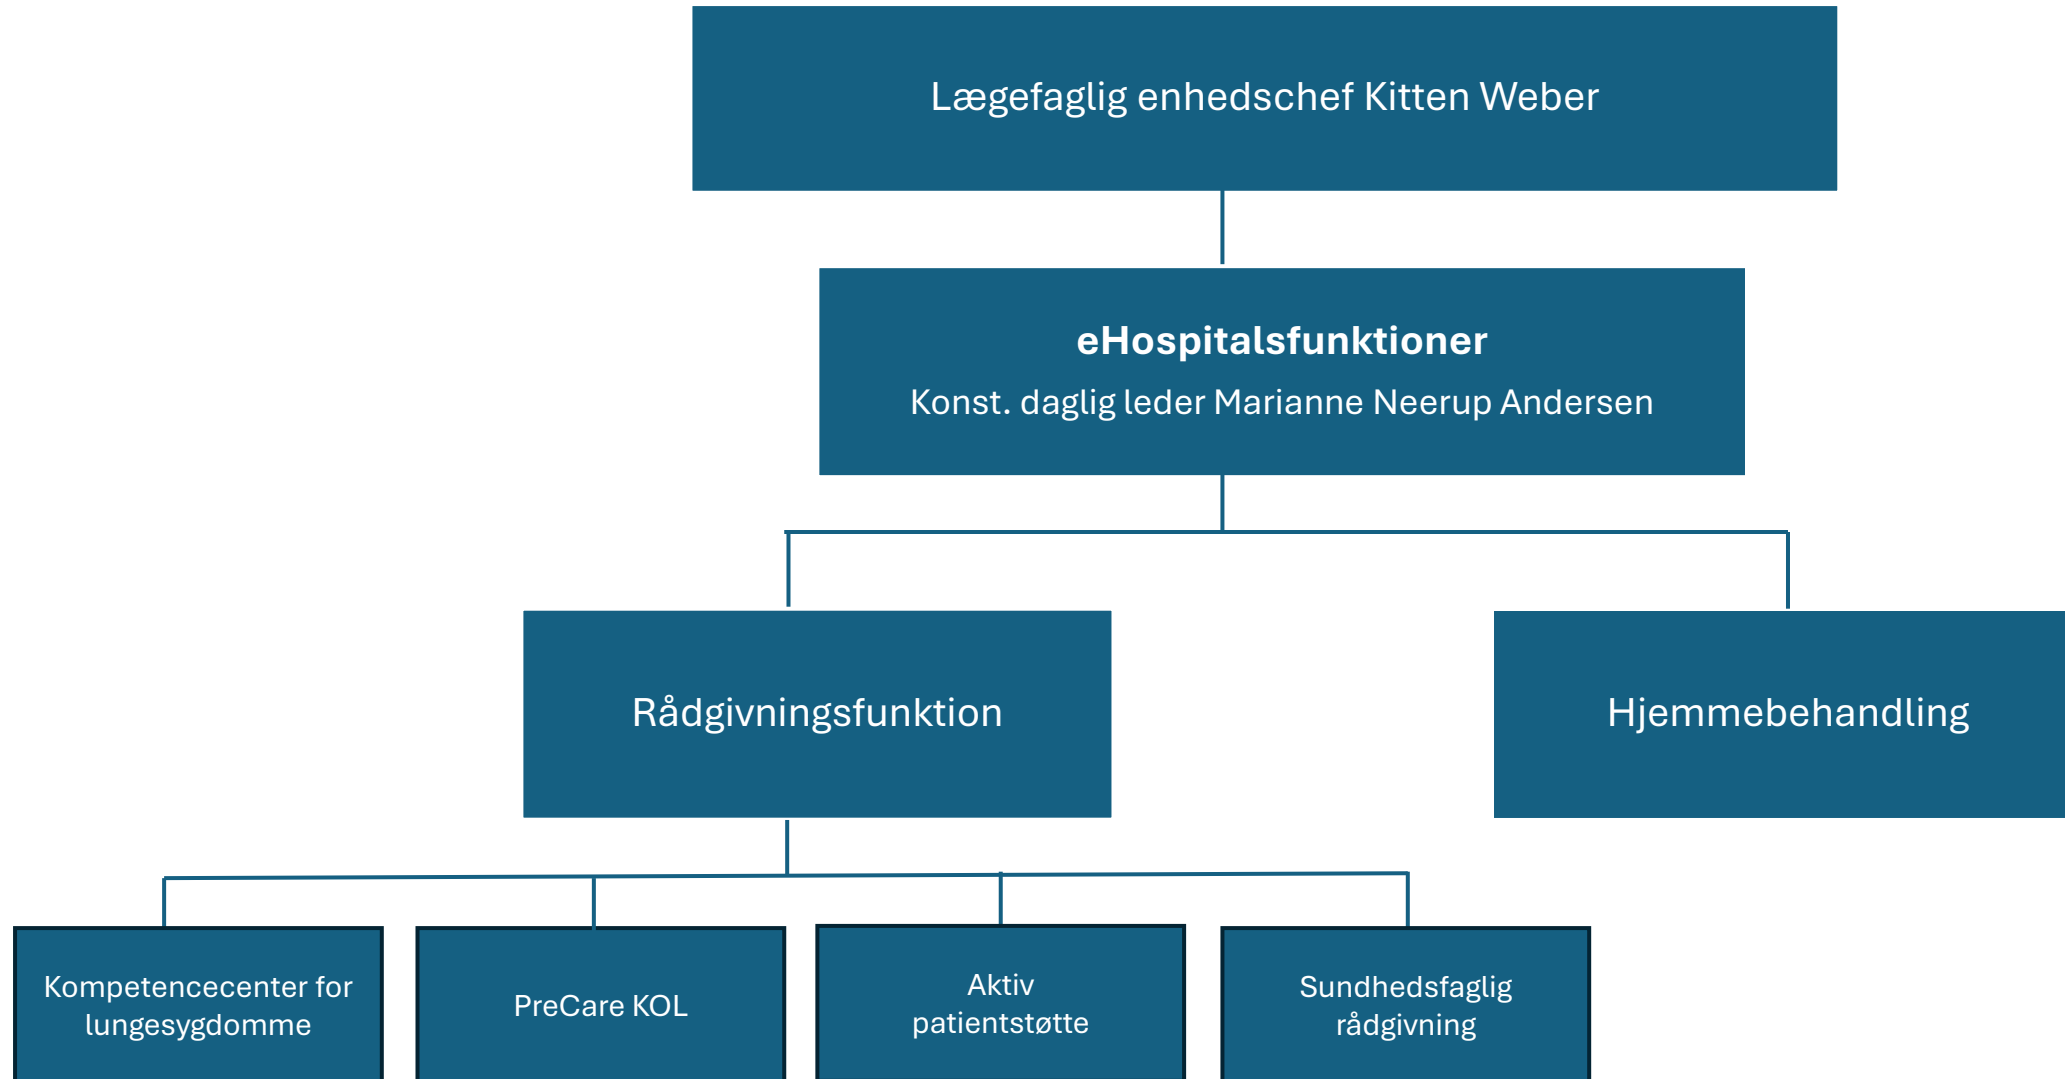 Lægefaglig enhedschef Kitten Weber
eHospitalsfunktioner
Konst. daglig leder Marianne Neerup Andersen
Rådgivningsfunktion
Hjemmebehandling
Kompetencecenter for
lungesygdomme
PreCare KOL
Aktiv
patientstøtte
Sundhedsfaglig
rådgivning